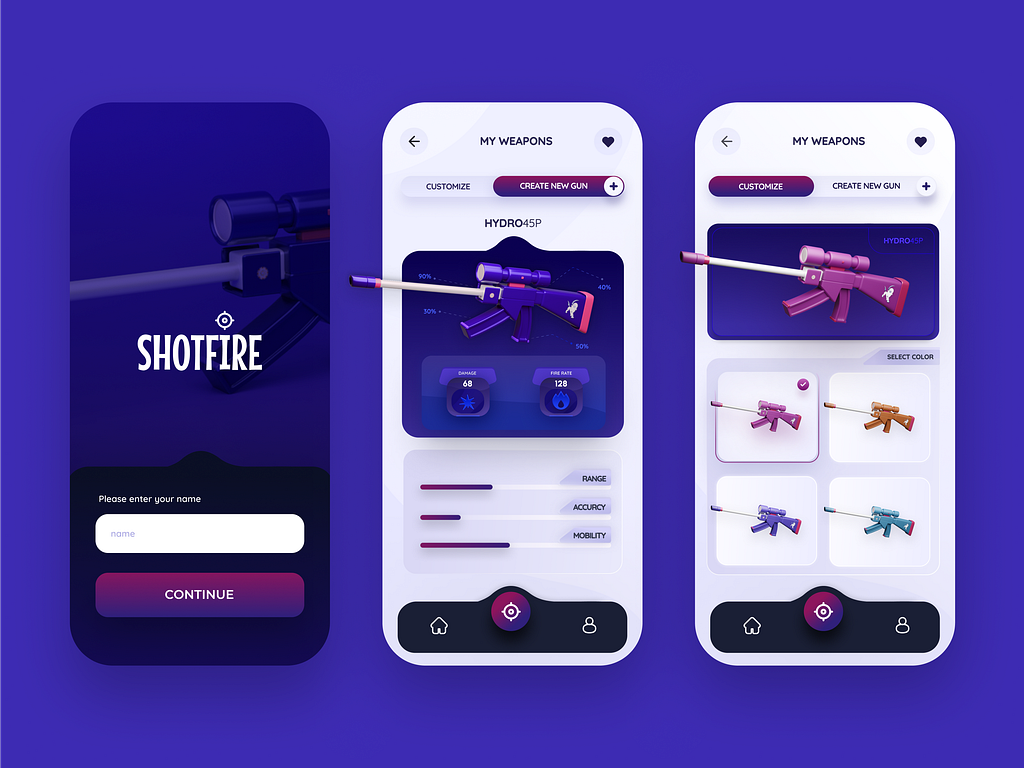 SHOTFIRE
Please enter your name
name
CONTINUE
MY WEAPONS
CUSTOMIZE
CREATE NEW GUN
HYDRO45P
90%
40%
30%
50%
DAMAGE
68
FIRE RATE
128
RANGE
ACCURCY
MOBILITY
MY WEAPONS
CUSTOMIZE
CREATE NEW GUN
HYDRO45P
SELECT COLOR